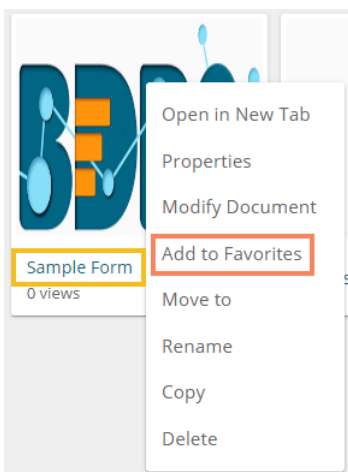 Sample Form
0 views
Open in New Tab
Properties
Modify Document
Add to Favorites
Move to
Rename
Copy
Delete